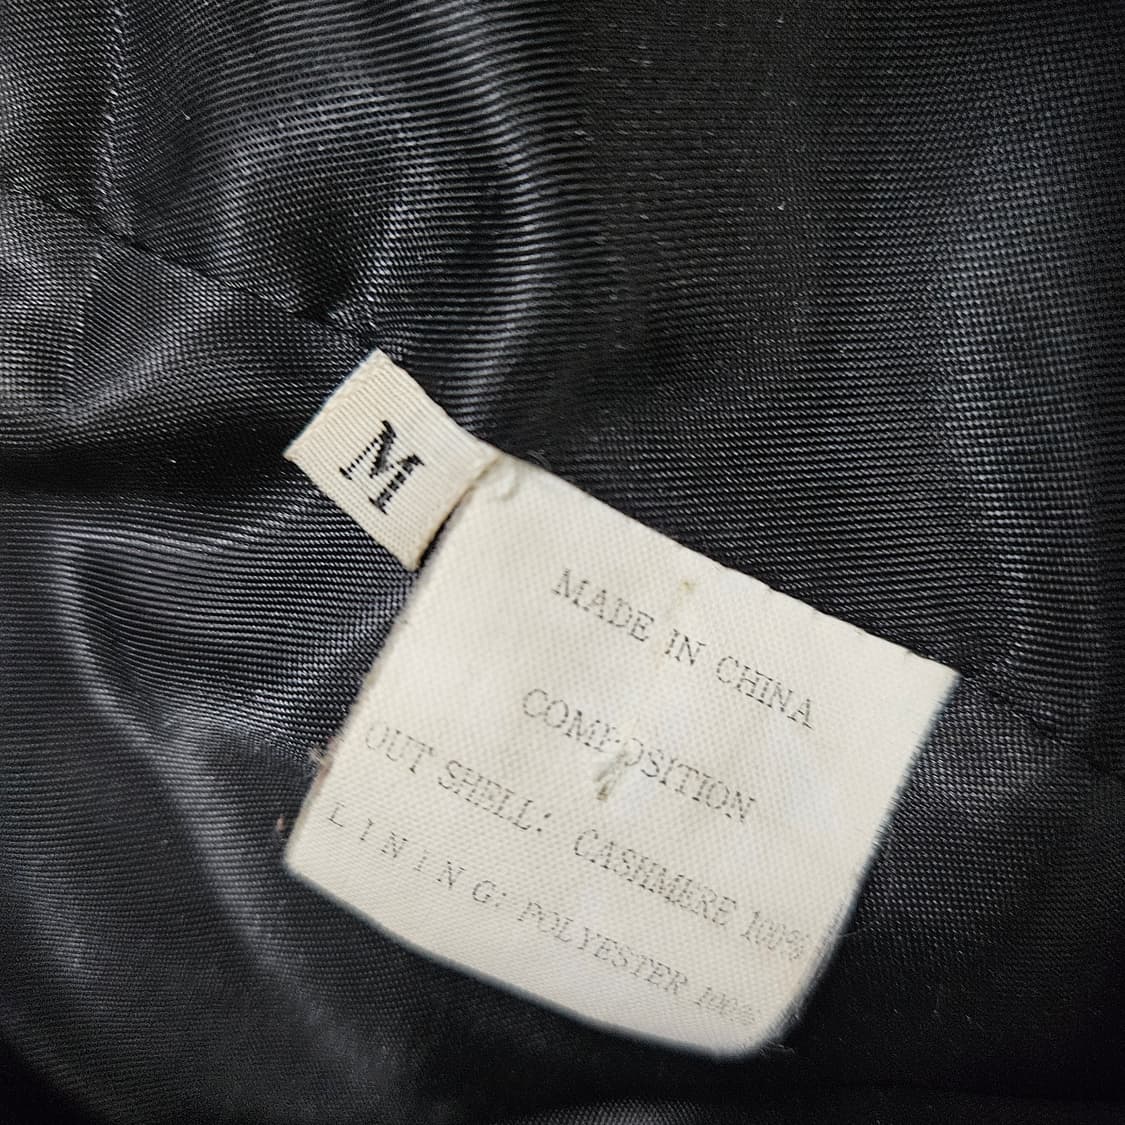 M
MADE IN CHINA
COMPOSITION
OUT SHELL: CASHMERE 100%
LINING: POLYESTER 100%